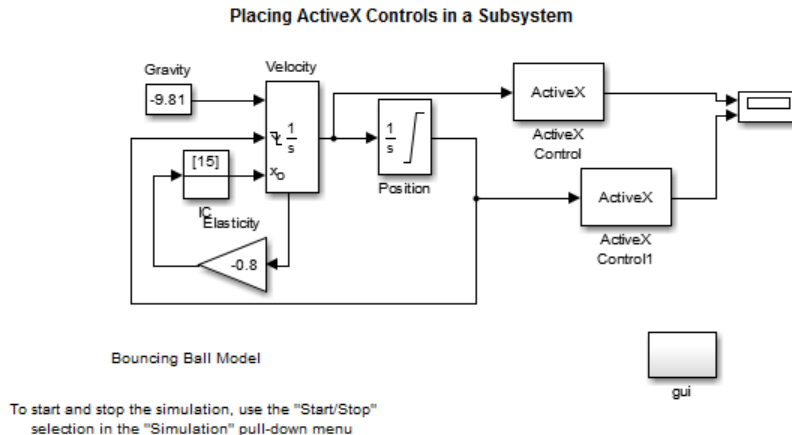 Placing ActiveX Controls in a Subsystem
Gravity
Velocity
-9.81
1
s
xo
[15]
IC
Elasticity
-0.8
1
s
Position
ActiveX
ActiveX
Control
ActiveX
ActiveX
Control1
Bouncing Ball Model
gui
To start and stop the simulation, use the "Start/Stop"
selection in the "Simulation" pull-down menu